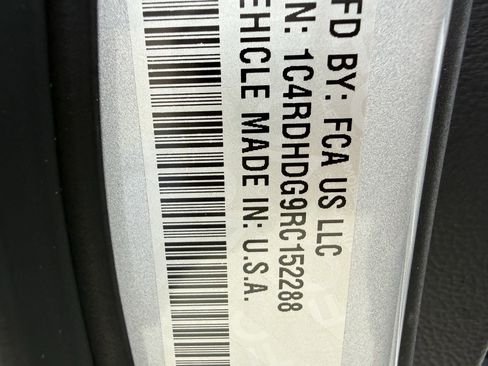 FD BY: FCA US LLC
N: 1C4RDHDG9RC152288
EHICLE MADE IN: U.S.A.